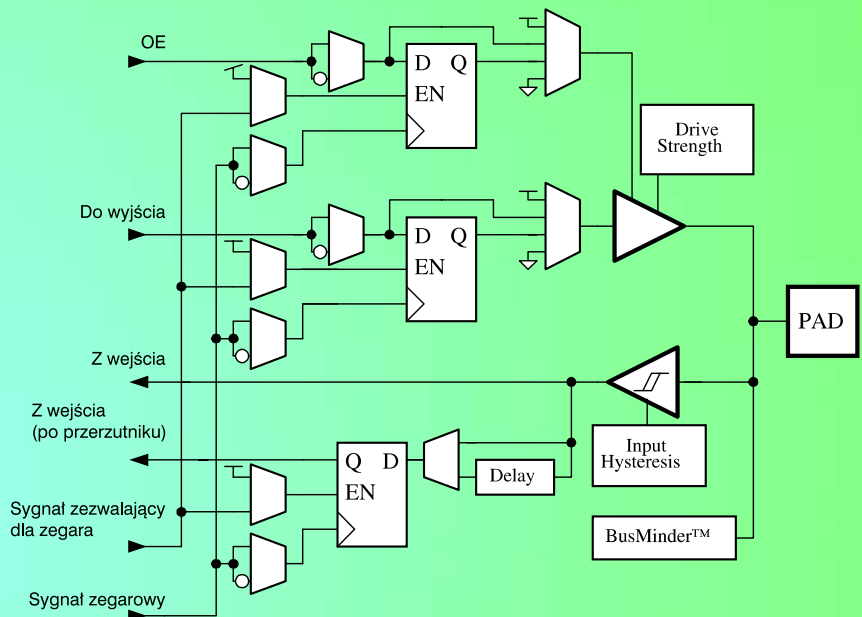 OE
D Q
EN
Drive
Strength
Do wyjścia
D Q
EN
PAD
Z wejścia
Z wejścia
(po przerzutniku)
Q D
EN
Delay
Input
Hysteresis
Sygnał zezwalający
dla zegara
BusMinder™
Sygnał zegarowy